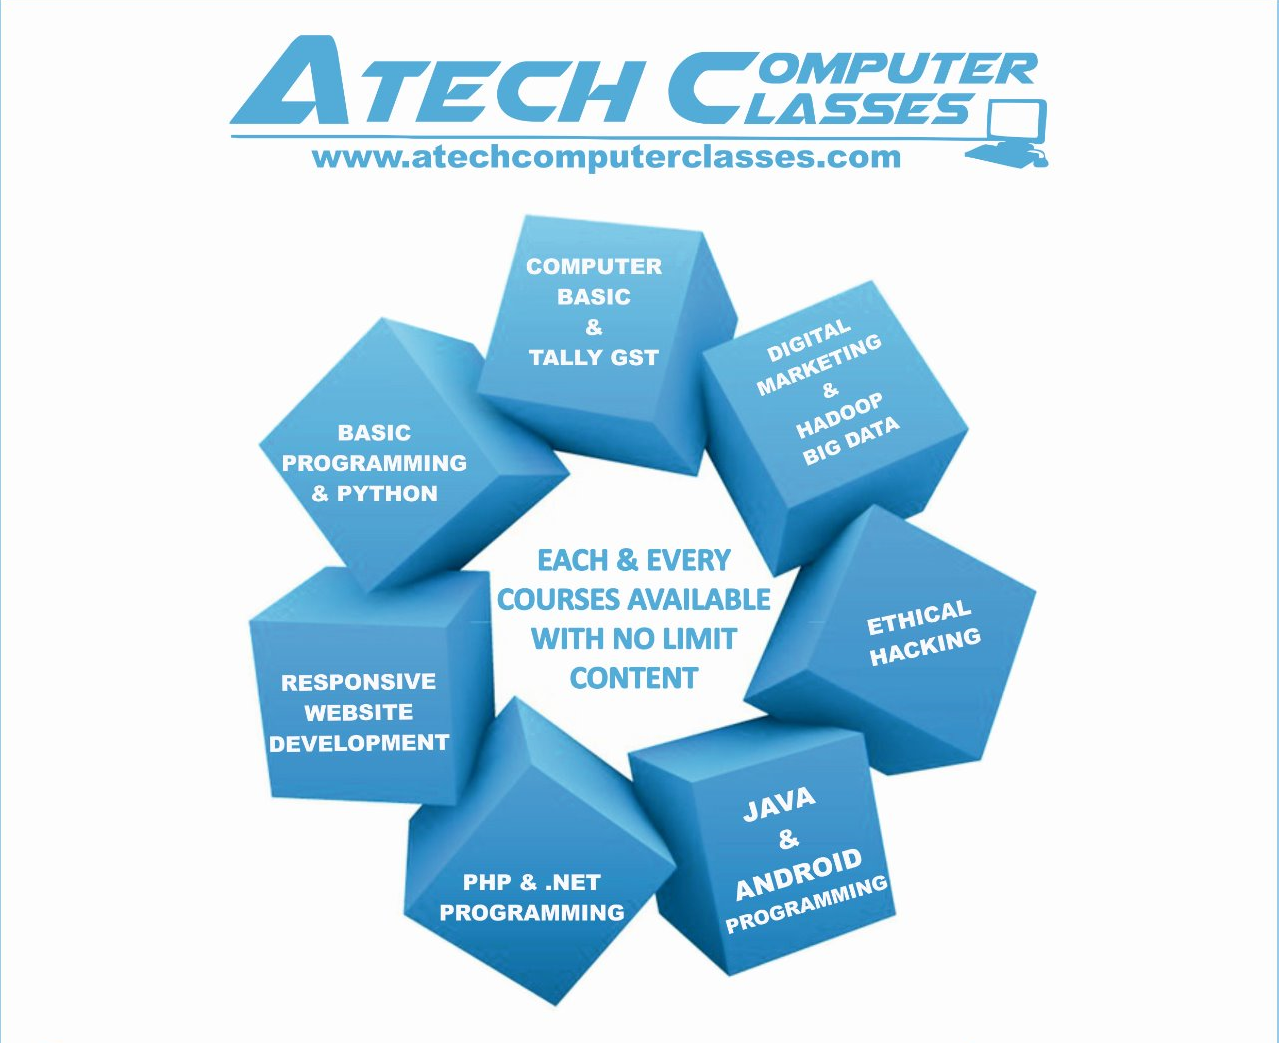 ATECH COMPUTER CLASSES
www.atechcomputerclasses.com
COMPUTER
BASIC
&
TALLY GST
DIGITAL
MARKETING
&
HADOOP
BIG DATA
BASIC
PROGRAMMING
& PYTHON
EACH & EVERY
COURSES AVAILABLE
WITH NO LIMIT
CONTENT
ETHICAL
HACKING
RESPONSIVE
WEBSITE
DEVELOPMENT
JAVA
&
ANDROID
PROGRAMMING
PHP & .NET
PROGRAMMING